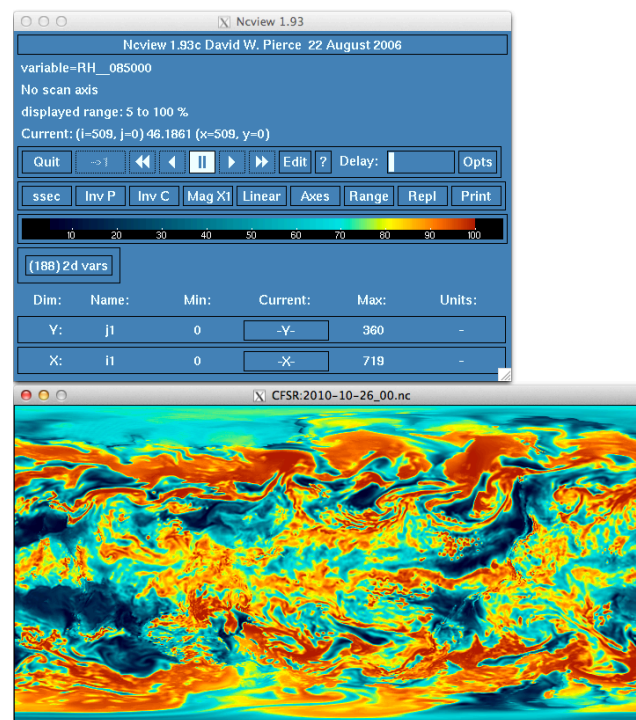 Ncview 1.93
Ncview 1.93c David W. Pierce 22 August 2006
variable=RH__085000
No scan axis
displayed range: 5 to 100 %
Current: (i=509, j=0) 46.1861 (x=509, y=0)
Quit ->1 Edit ? Delay: Opts
ssec Inv P Inv C Mag X1 Linear Axes Range Repl Print
10 20 30 40 50 60 70 80 90 100
(188) 2d vars
Dim: Name: Min: Current: Max: Units:
Y: j1 0 -Y- 360 -
X: i1 0 -X- 719 -
CFSR:2010-10-26_00.nc